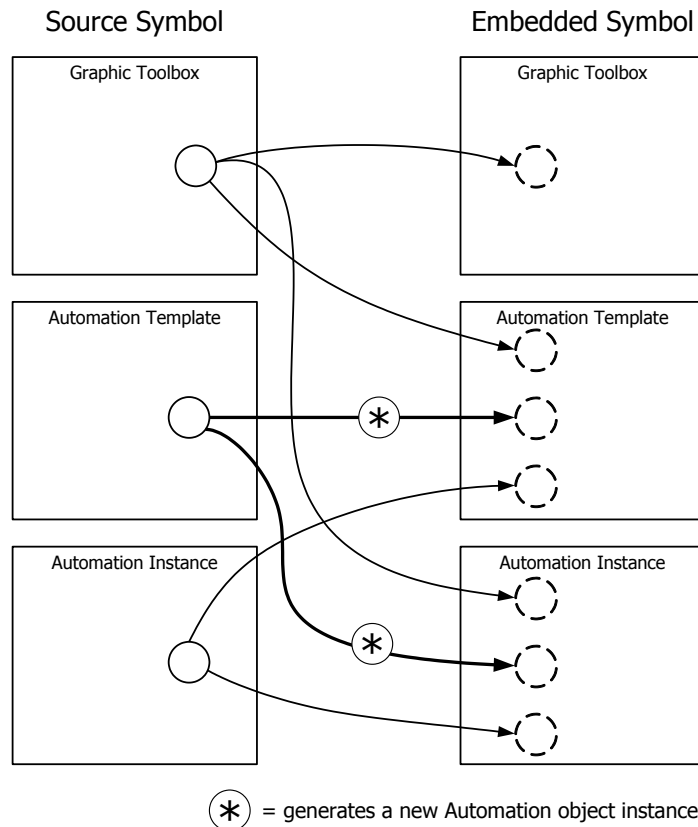 Source Symbol
Embedded Symbol
Graphic Toolbox
Graphic Toolbox
Automation Template
Automation Template
*
Automation Instance
Automation Instance
*
* = generates a new Automation object instance